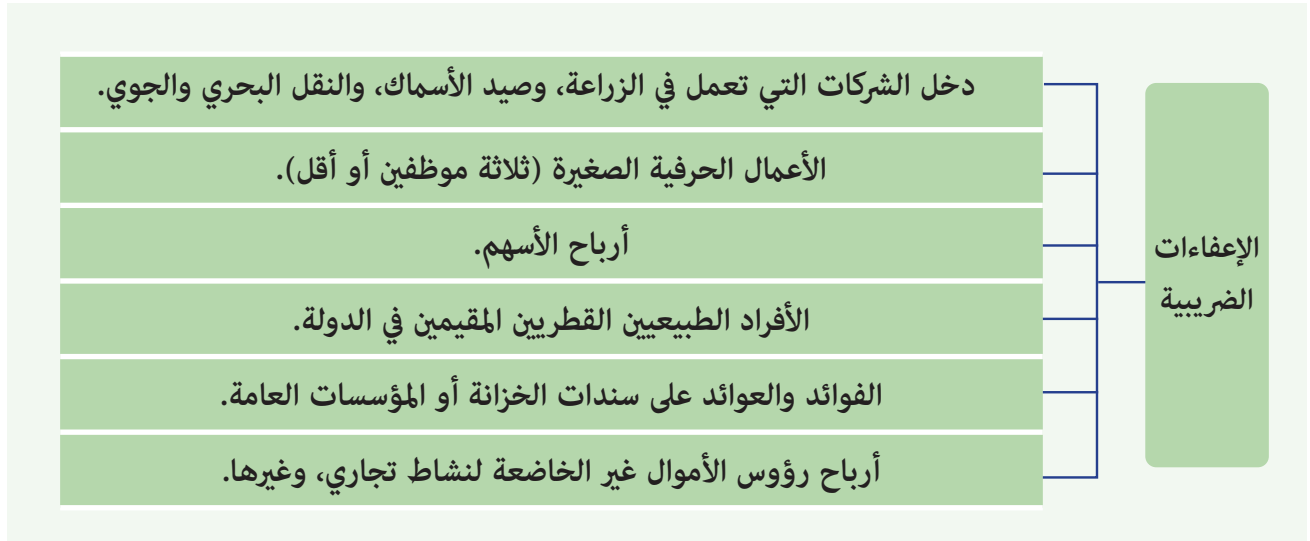 الإعفاءات
الضريبية
دخل الشركات التي تعمل في الزراعة، وصيد الأسماك، والنقل البحري والجوي.
الأعمال الحرفية الصغيرة (ثلاثة موظفين أو أقل).
أرباح الأسهم.
الأفراد الطبيعيين القطريين المقيمين في الدولة.
الفوائد والعوائد على سندات الخزانة أو المؤسسات العامة.
أرباح رؤوس الأموال غير الخاضعة لنشاط تجاري، وغيرها.